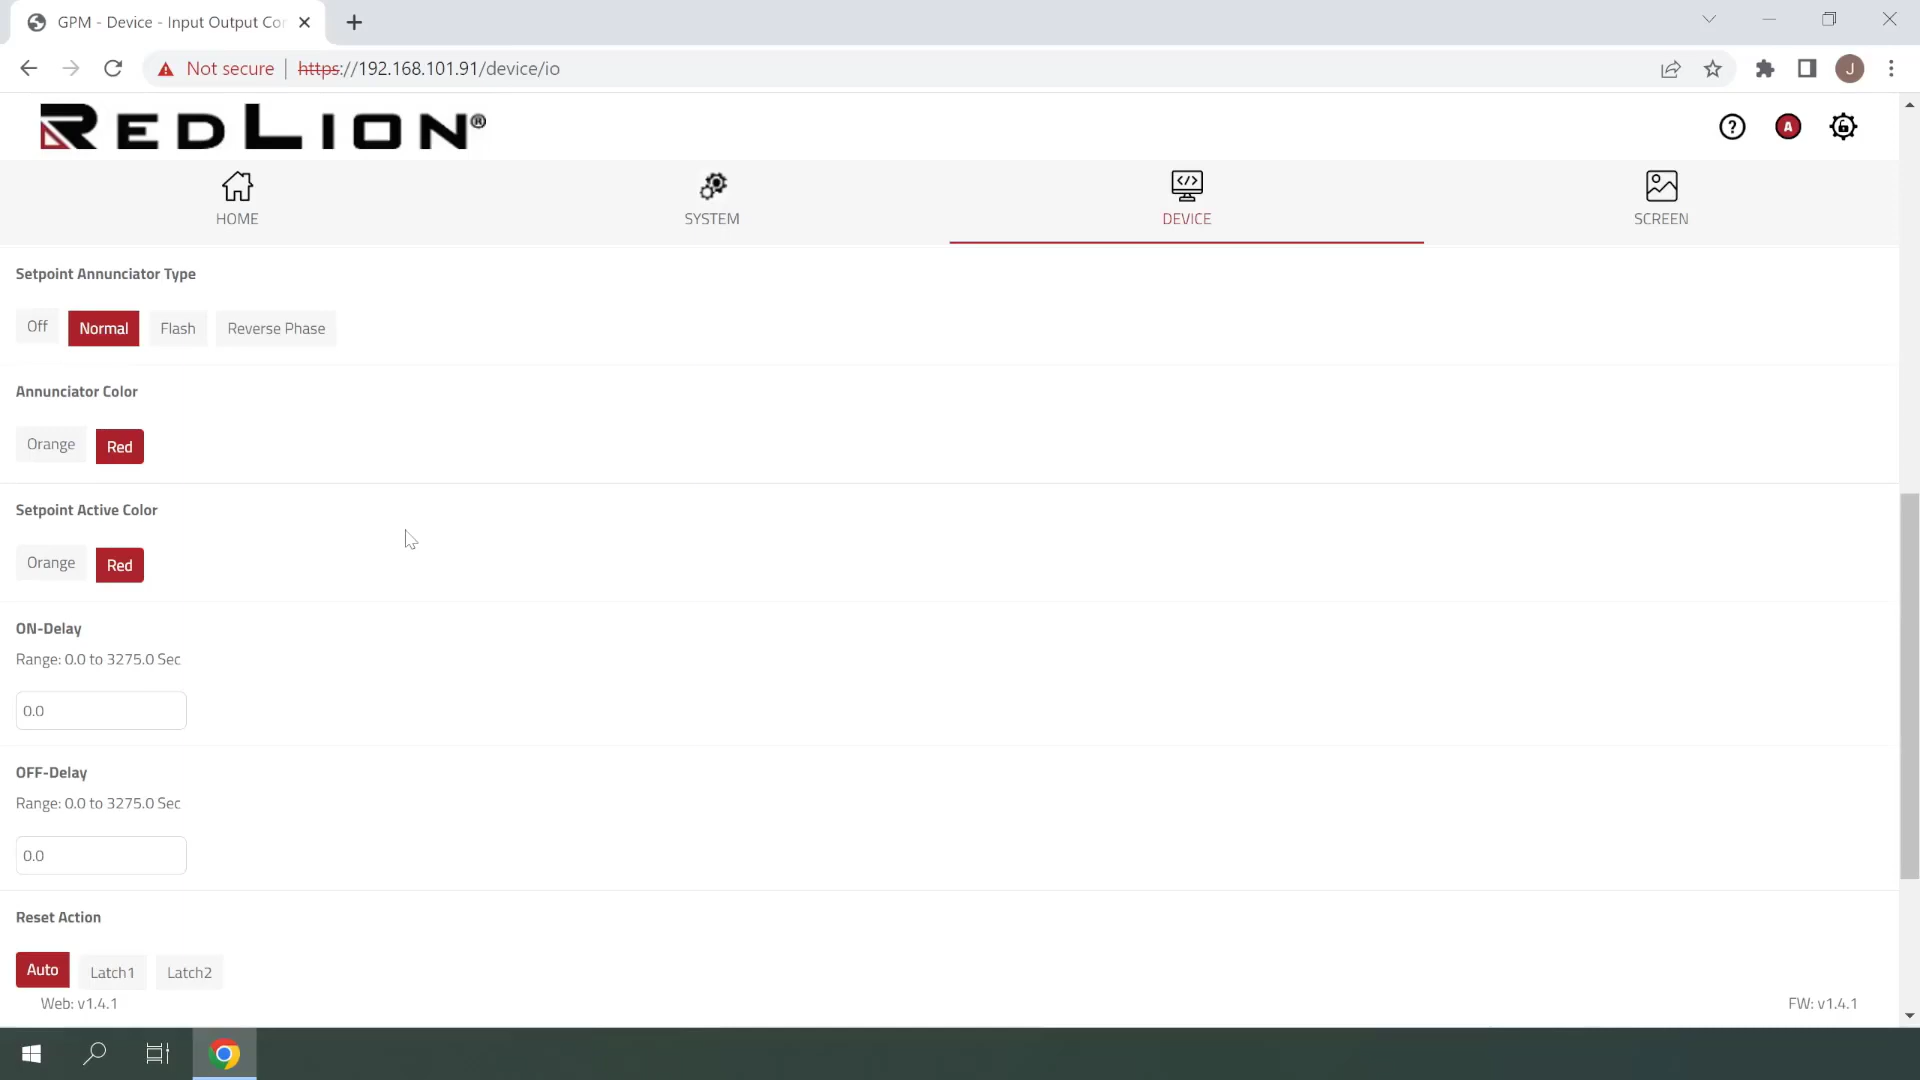 GPM - Device - Input Output Co
Not secure | https://192.168.101.91/device/io
J
REDLION®
?
A
HOME
SYSTEM
DEVICE
SCREEN
Setpoint Annunciator Type
Off
Normal
Flash
Reverse Phase
Annunciator Color
Orange
Red
Setpoint Active Color
Orange
Red
ON-Delay
Range: 0.0 to 3275.0 Sec
0.0
OFF-Delay
Range: 0.0 to 3275.0 Sec
0.0
Reset Action
Auto
Latch1
Latch2
Web: v1.4.1
FW: v1.4.1